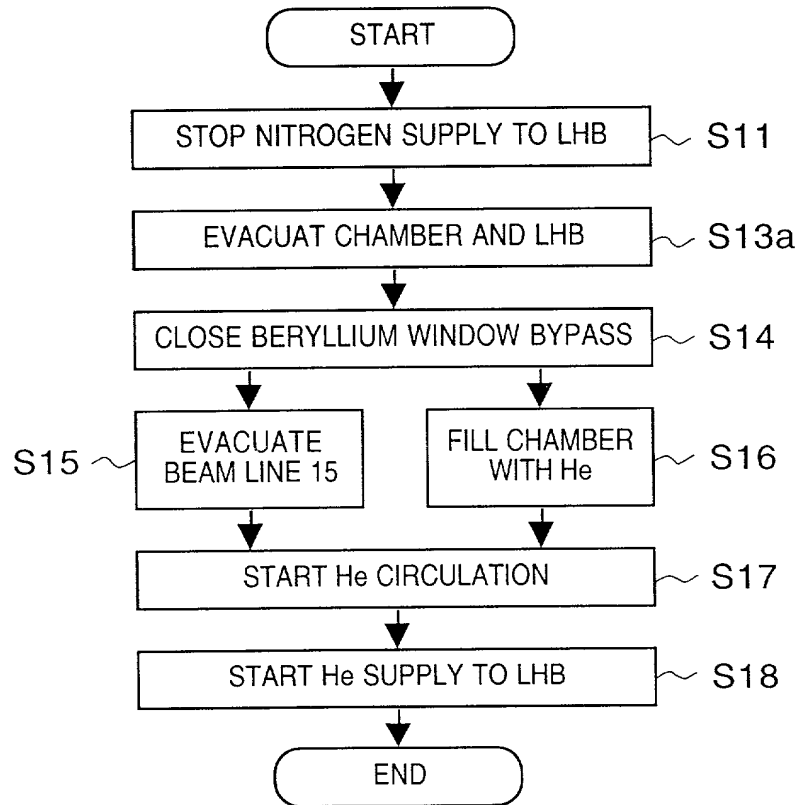 START
STOP NITROGEN SUPPLY TO LHB
S11
EVACUAT CHAMBER AND LHB
S13a
CLOSE BERYLLIUM WINDOW BYPASS
S14
S15
EVACUATE
BEAM LINE 15
FILL CHAMBER
WITH He
S16
START He CIRCULATION
S17
START He SUPPLY TO LHB
S18
END